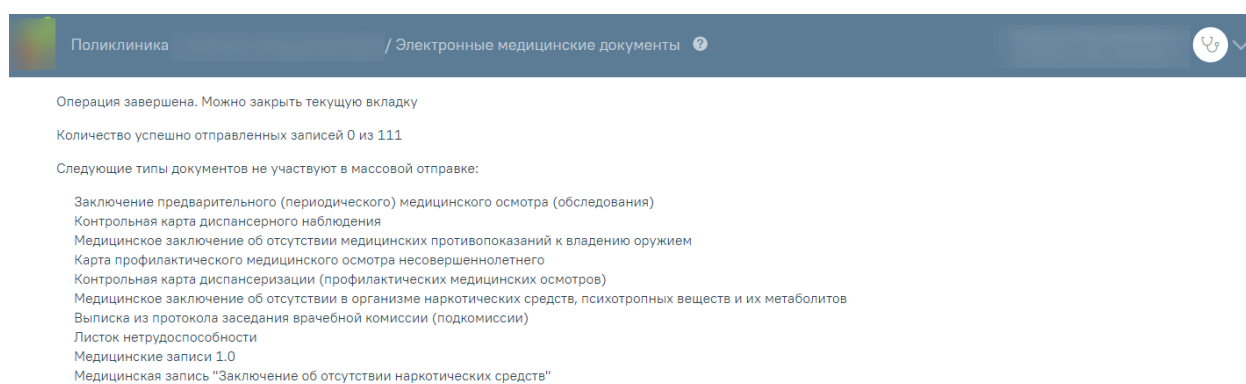 Поликлиника / Электронные медицинские документы ?
Операция завершена. Можно закрыть текущую вкладку
Количество успешно отправленных записей 0 из 111
Следующие типы документов не участвуют в массовой отправке:
Заключение предварительного (периодического) медицинского осмотра (обследования)
Контрольная карта диспансерного наблюдения
Медицинское заключение об отсутствии медицинских противопоказаний к владению оружием
Карта профилактического медицинского осмотра несовершеннолетнего
Контрольная карта диспансеризации (профилактических медицинских осмотров)
Медицинское заключение об отсутствии в организме наркотических средств, психотропных веществ и их метаболитов
Выписка из протокола заседания врачебной комиссии (подкомиссии)
Листок нетрудоспособности
Медицинские записи 1.0
Медицинская запись "Заключение об отсутствии наркотических средств"